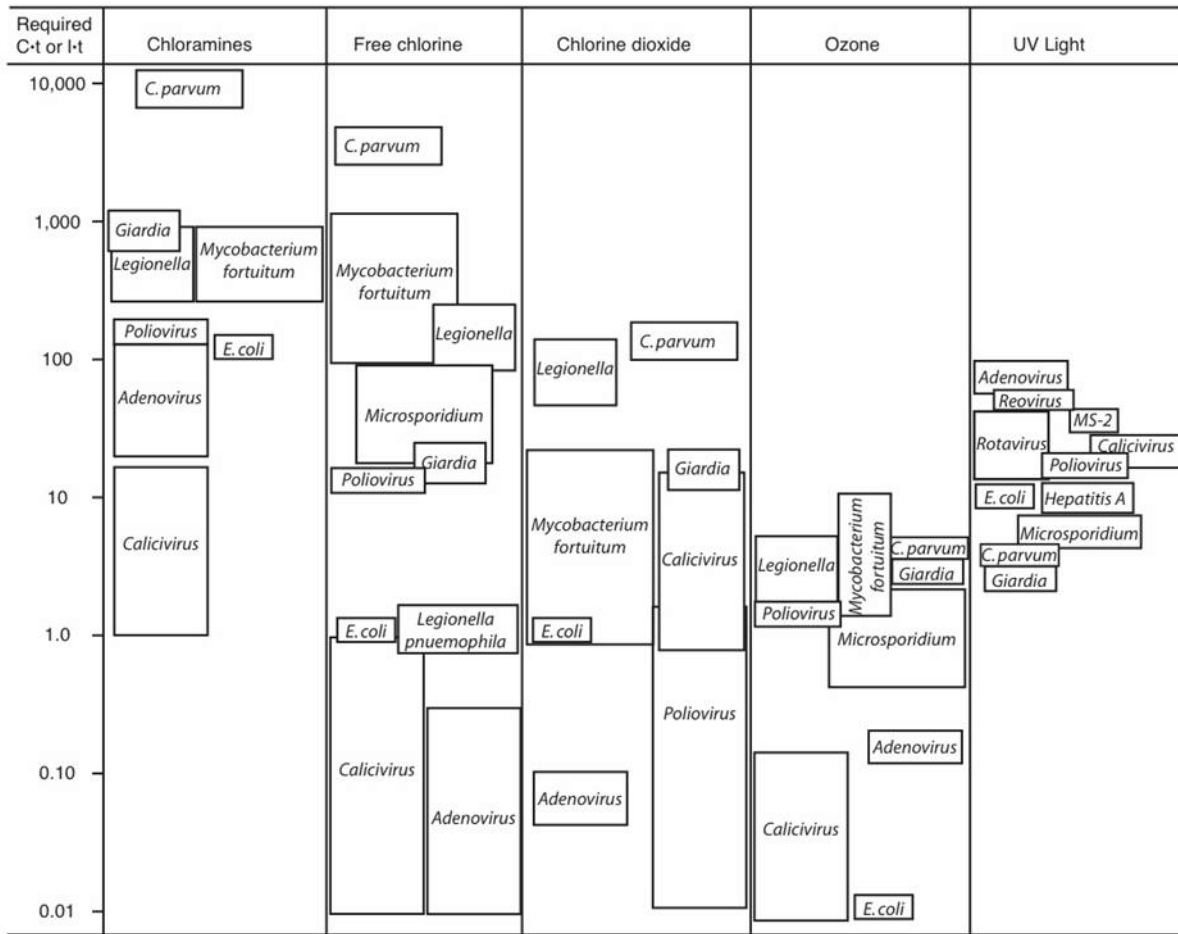 Required
C·t or I·t
Chloramines
Free chlorine
Chlorine dioxide
Ozone
UV Light
10,000
1,000
100
10
1.0
0.10
0.01
C. parvum
Giardia
Legionella
Mycobacterium
fortuitum
Poliovirus
E. coli
Adenovirus
Calicivirus
C. parvum
Mycobacterium
fortuitum
Legionella
Microsporidium
Giardia
Poliovirus
E. coli
Legionella
pnuemophila
Calicivirus
Adenovirus
C. parvum
Legionella
Giardia
Mycobacterium
fortuitum
Calicivirus
E. coli
Poliovirus
Adenovirus
Legionella
Mycobacterium
fortuitum
C. parvum
Giardia
Poliovirus
Microsporidium
Adenovirus
Calicivirus
E. coli
Adenovirus
Reovirus
MS-2
Rotavirus
Calicivirus
Poliovirus
E. coli
Hepatitis A
Microsporidium
C. parvum
Giardia